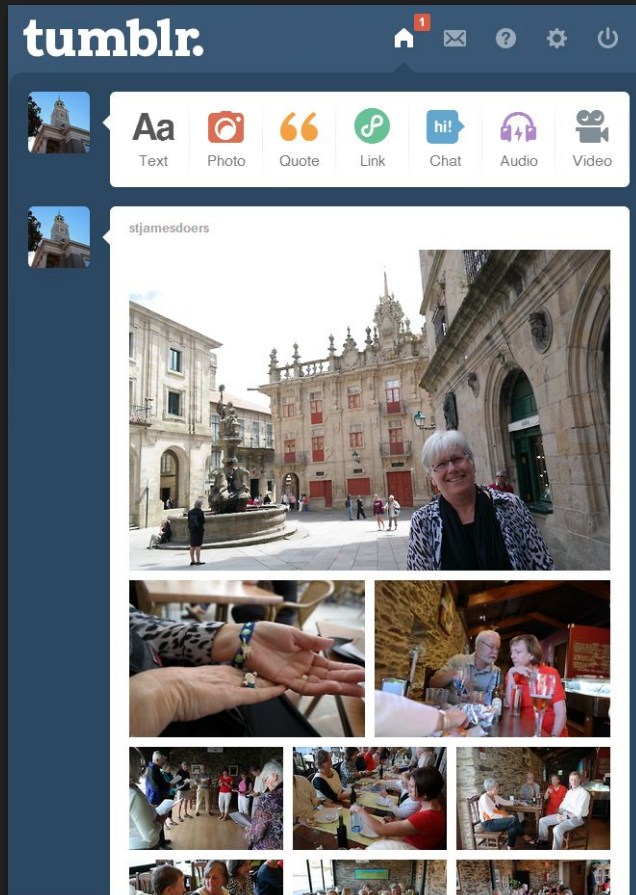 tumblr.
1
Aa
hi!
Text Photo Quote Link Chat Audio Video
stjamesdoers